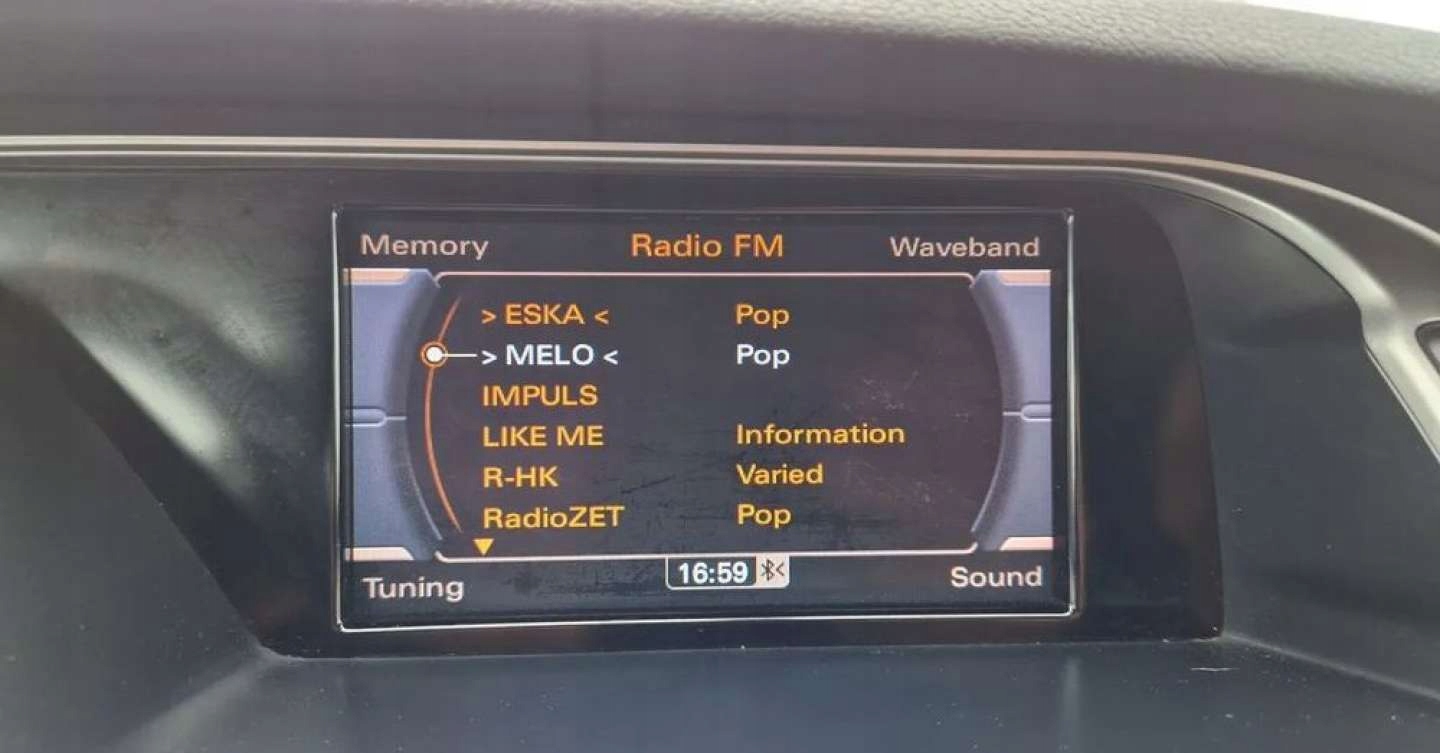 Memory Radio FM Waveband
> ESKA < Pop
> MELO < Pop
IMPULS
LIKE ME Information
R-HK Varied
RadioZET Pop
Tuning 16:59 Sound